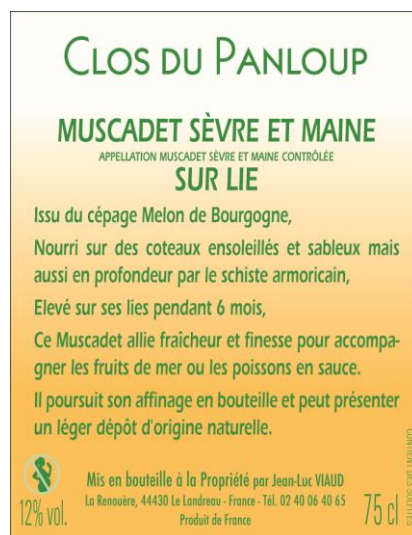 CLOS DU PANLOUP
MUSCADET SÈVRE ET MAINE
APPELLATION MUSCADET SÈVRE ET MAINE CONTRÔLÉE
SUR LIE
Issu du cépage Melon de Bourgogne,
Nourri sur des coteaux ensoleillés et sableux mais
aussi en profondeur par le schiste armoricain,
Elevé sur ses lies pendant 6 mois,
Ce Muscadet allie fraîcheur et finesse pour accompa-
gner les fruits de mer ou les poissons en sauce.
Il poursuit son affinage en bouteille et peut présenter
un léger dépôt d'origine naturelle.
Mis en bouteille à la Propriété par Jean-Luc VIAUD
La Renouère, 44430 Le Landreau - France - Tél. 02 40 06 40 65
Produit de France
12% vol.
75 cl
CONTIENT DES SULFITES